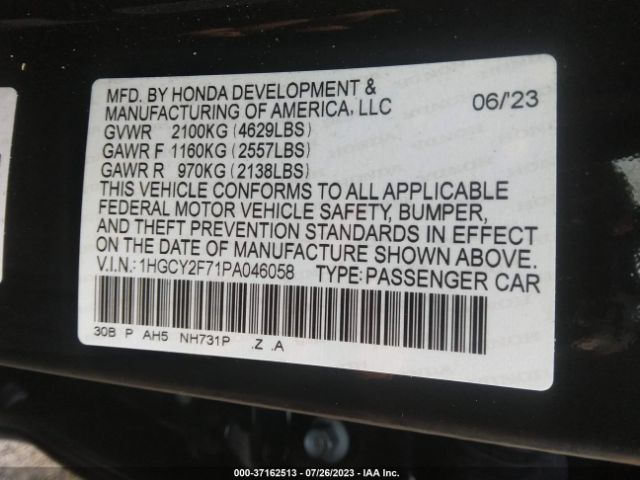 MFD. BY HONDA DEVELOPMENT &
MANUFACTURING OF AMERICA, LLC 06/'23
GVWR 2100KG (4629LBS)
GAWR F 1160KG (2557LBS)
GAWR R 970KG (2138LBS)
THIS VEHICLE CONFORMS TO ALL APPLICABLE
FEDERAL MOTOR VEHICLE SAFETY, BUMPER,
AND THEFT PREVENTION STANDARDS IN EFFECT
ON THE DATE OF MANUFACTURE SHOWN ABOVE.
V.I.N.: 1HGCY2F71PA046058 TYPE: PASSENGER CAR
30B P AH5 NH731P .Z .A
000-37162513 / 07/26/2023 - IAA Inc.